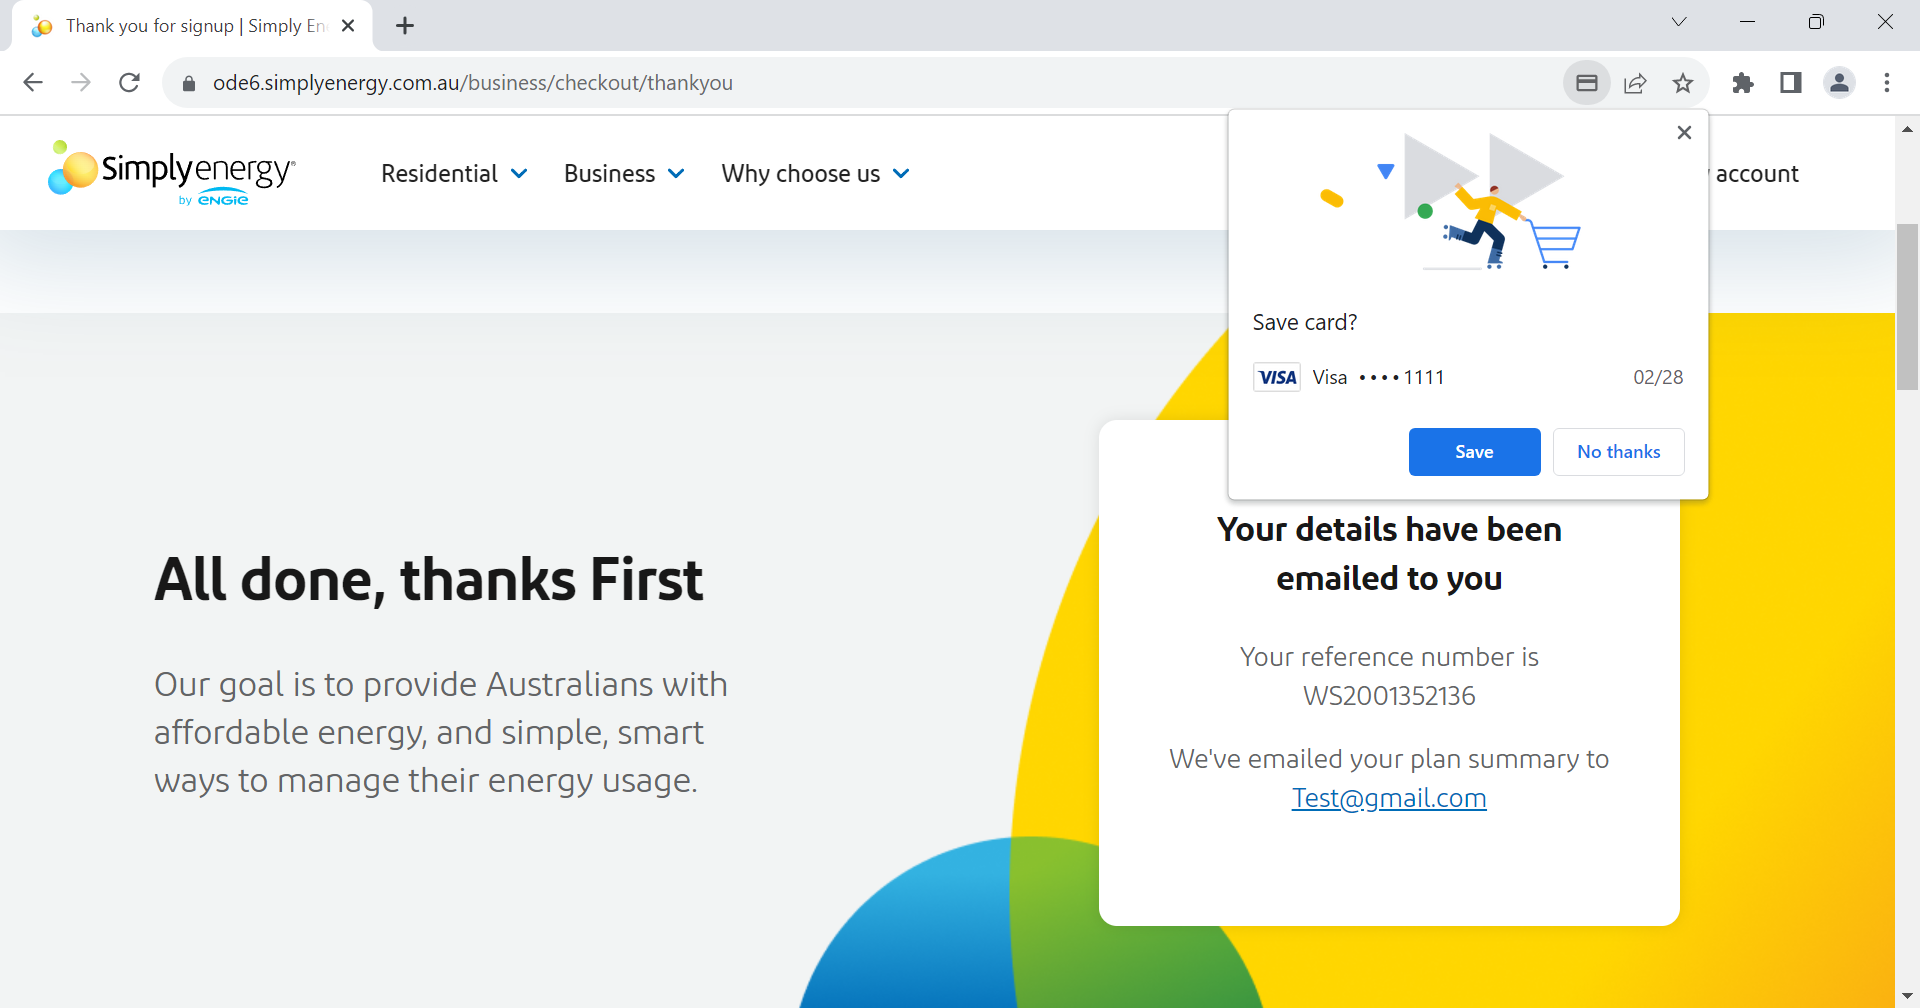 Thank you for signup | Simply En
ode6.simplyenergy.com.au/business/checkout/thankyou
Simplyenergy®
by ENGIE
Residential
Business
Why choose us
account
Save card?
VISA Visa •••• 1111 02/28
Save
No thanks
All done, thanks First
Our goal is to provide Australians with
affordable energy, and simple, smart
ways to manage their energy usage.
Your details have been
emailed to you
Your reference number is
WS2001352136
We've emailed your plan summary to
Test@gmail.com